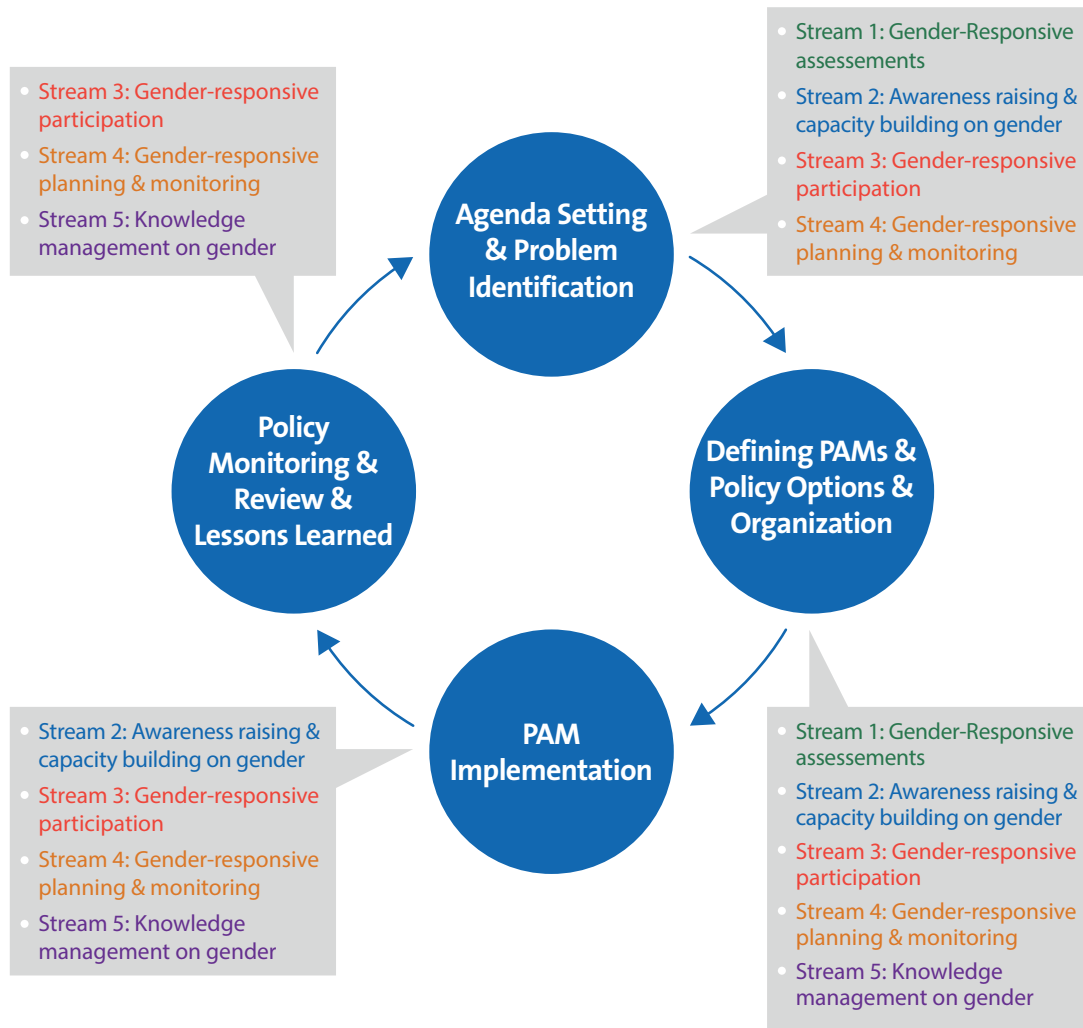 Stream 3: Gender-responsive
participation
Stream 4: Gender-responsive
planning & monitoring
Stream 5: Knowledge
management on gender
Stream 1: Gender-Responsive
assessements
Stream 2: Awareness raising &
capacity building on gender
Stream 3: Gender-responsive
participation
Stream 4: Gender-responsive
planning & monitoring
Agenda Setting
& Problem
Identification
Policy
Monitoring &
Review &
Lessons Learned
Defining PAMs &
Policy Options &
Organization
PAM
Implementation
Stream 2: Awareness raising &
capacity building on gender
Stream 3: Gender-responsive
participation
Stream 4: Gender-responsive
planning & monitoring
Stream 5: Knowledge
management on gender
Stream 1: Gender-Responsive
assessements
Stream 2: Awareness raising &
capacity building on gender
Stream 3: Gender-responsive
participation
Stream 4: Gender-responsive
planning & monitoring
Stream 5: Knowledge
management on gender